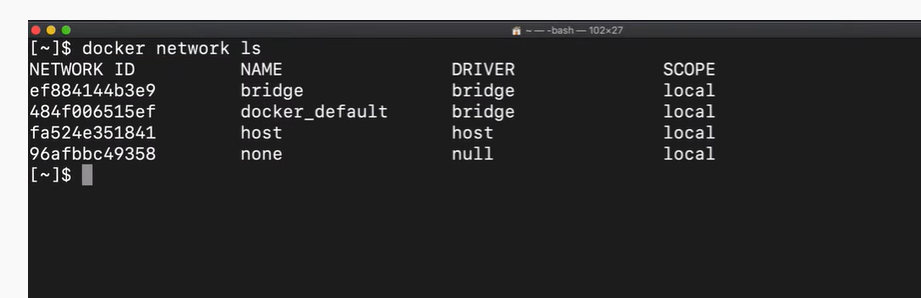 ~ — -bash — 102×27
[~]$ docker network ls
NETWORK ID          NAME                DRIVER              SCOPE
ef884144b3e9        bridge              bridge              local
484f006515ef        docker_default      bridge              local
fa524e351841        host                host                local
96afbbc49358        none                null                local
[~]$